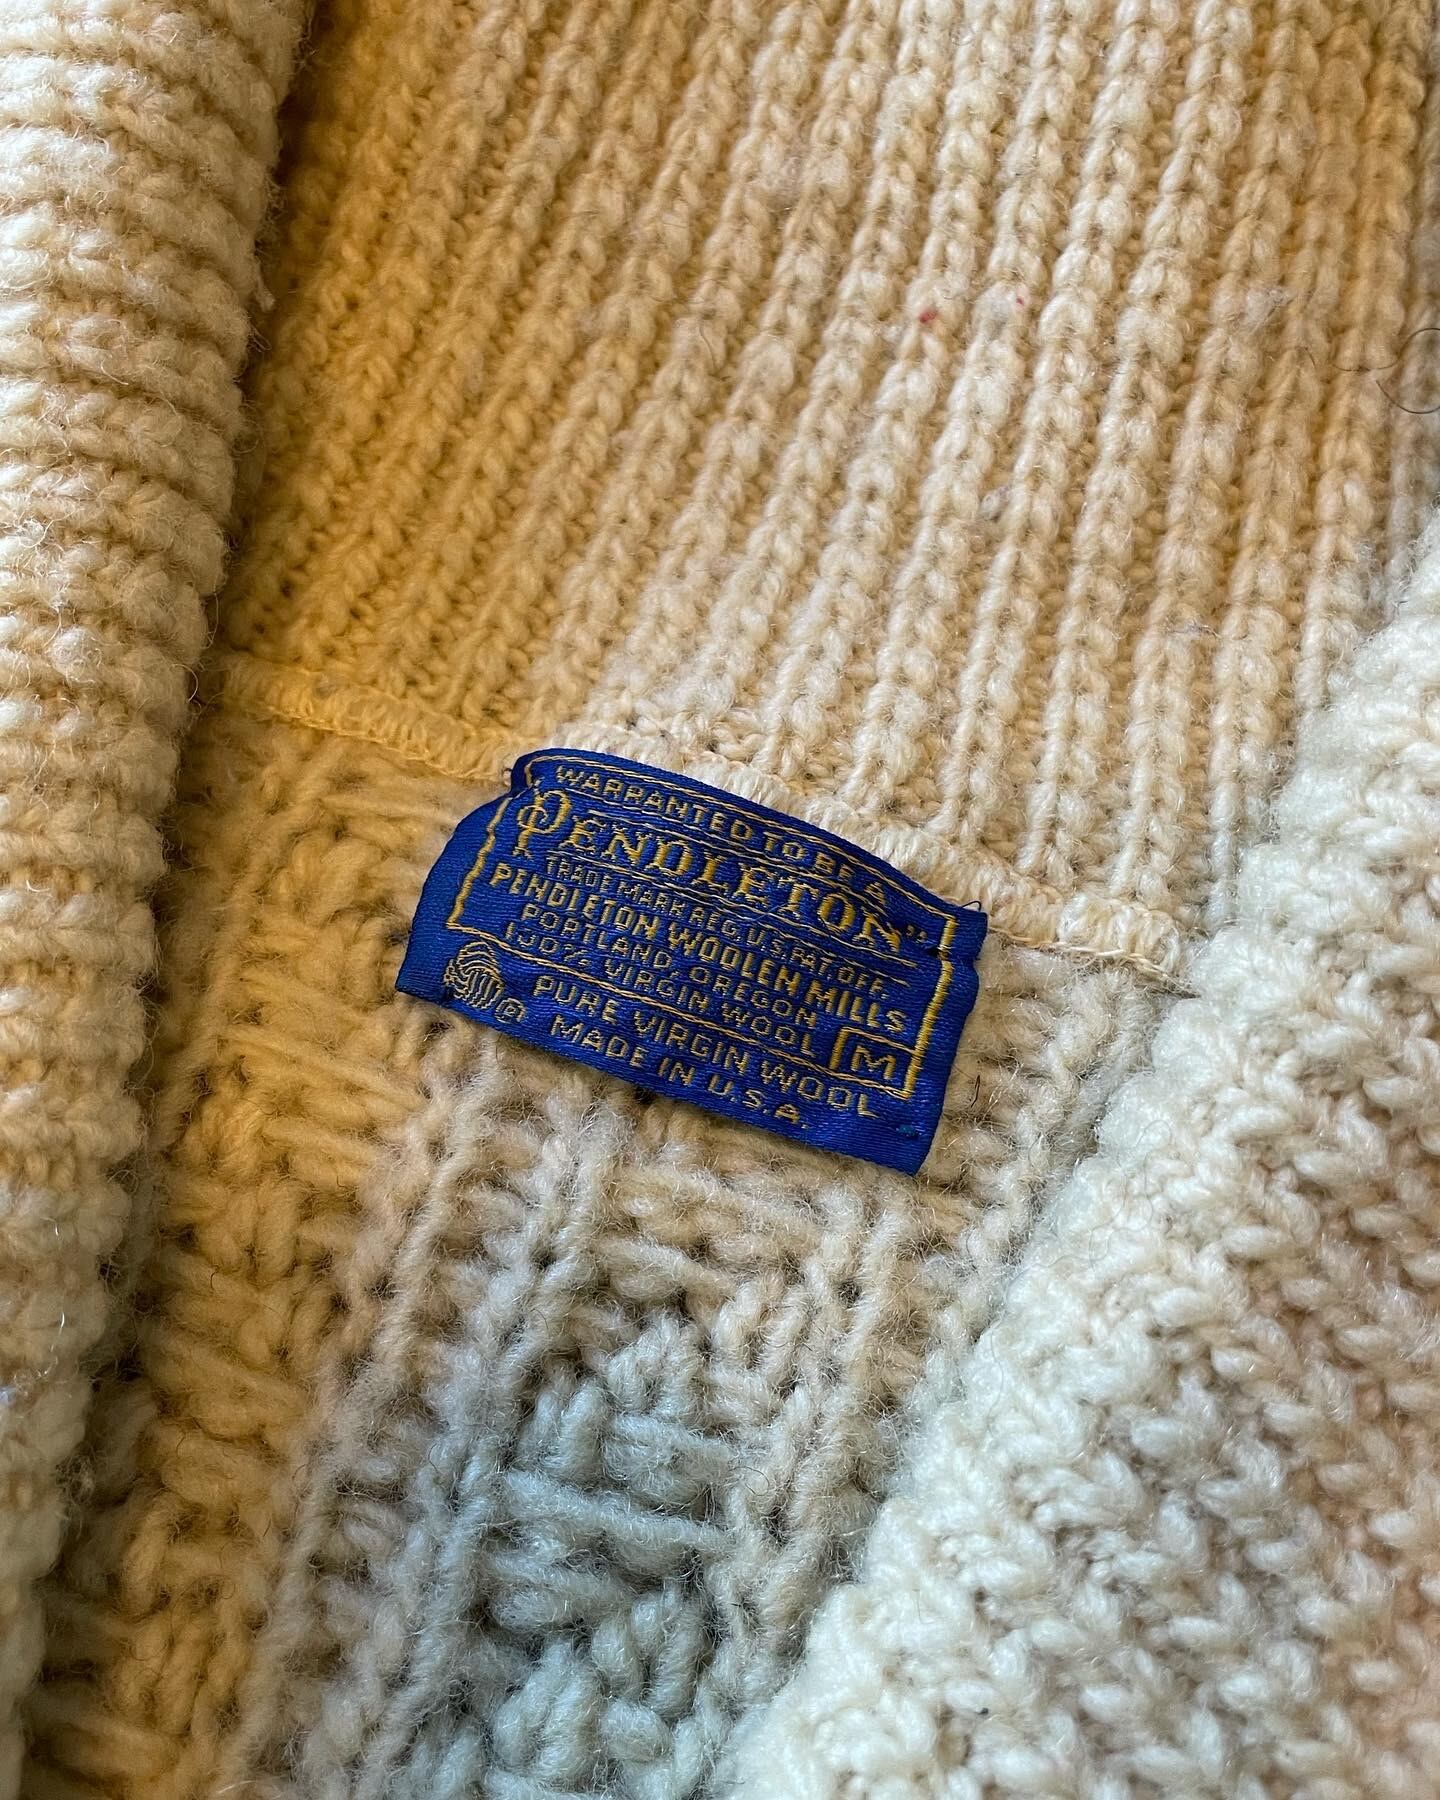 WARRANTED TO BE A
"PENDLETON"
TRADE MARK REG. U.S. PAT. OFF.
PENDLETON WOOLEN MILLS
PORTLAND, OREGON
100% VIRGIN WOOL
M
PURE VIRGIN WOOL
®
MADE IN U.S.A.